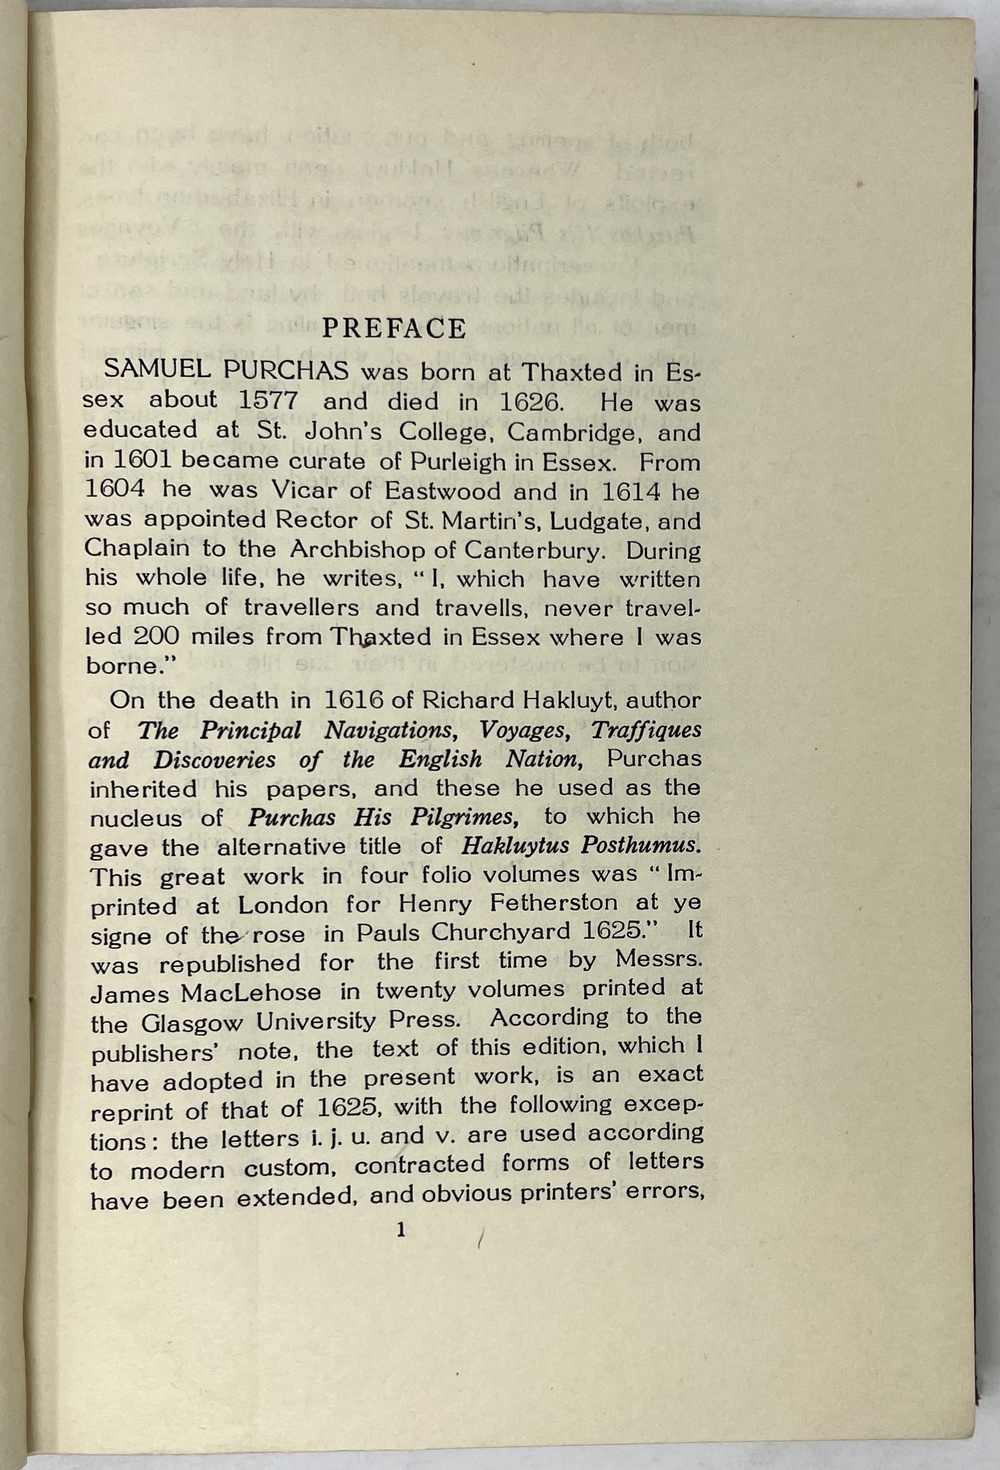 PREFACE
SAMUEL PURCHAS was born at Thaxted in Es-
sex about 1577 and died in 1626. He was
educated at St. John's College, Cambridge, and
in 1601 became curate of Purleigh in Essex. From
1604 he was Vicar of Eastwood and in 1614 he
was appointed Rector of St. Martin's, Ludgate, and
Chaplain to the Archbishop of Canterbury. During
his whole life, he writes, “I, which have written
so much of travellers and travells, never travel-
led 200 miles from Thaxted in Essex where I was
borne.”
On the death in 1616 of Richard Hakluyt, author
of The Principal Navigations, Voyages, Traffiques
and Discoveries of the English Nation, Purchas
inherited his papers, and these he used as the
nucleus of Purchas His Pilgrimes, to which he
gave the alternative title of Hakluytus Posthumus.
This great work in four folio volumes was “Im-
printed at London for Henry Fetherston at ye
signe of the rose in Pauls Churchyard 1625.” It
was republished for the first time by Messrs.
James MacLehose in twenty volumes printed at
the Glasgow University Press. According to the
publishers' note, the text of this edition, which I
have adopted in the present work, is an exact
reprint of that of 1625, with the following excep-
tions: the letters i. j. u. and v. are used according
to modern custom, contracted forms of letters
have been extended, and obvious printers' errors,
1